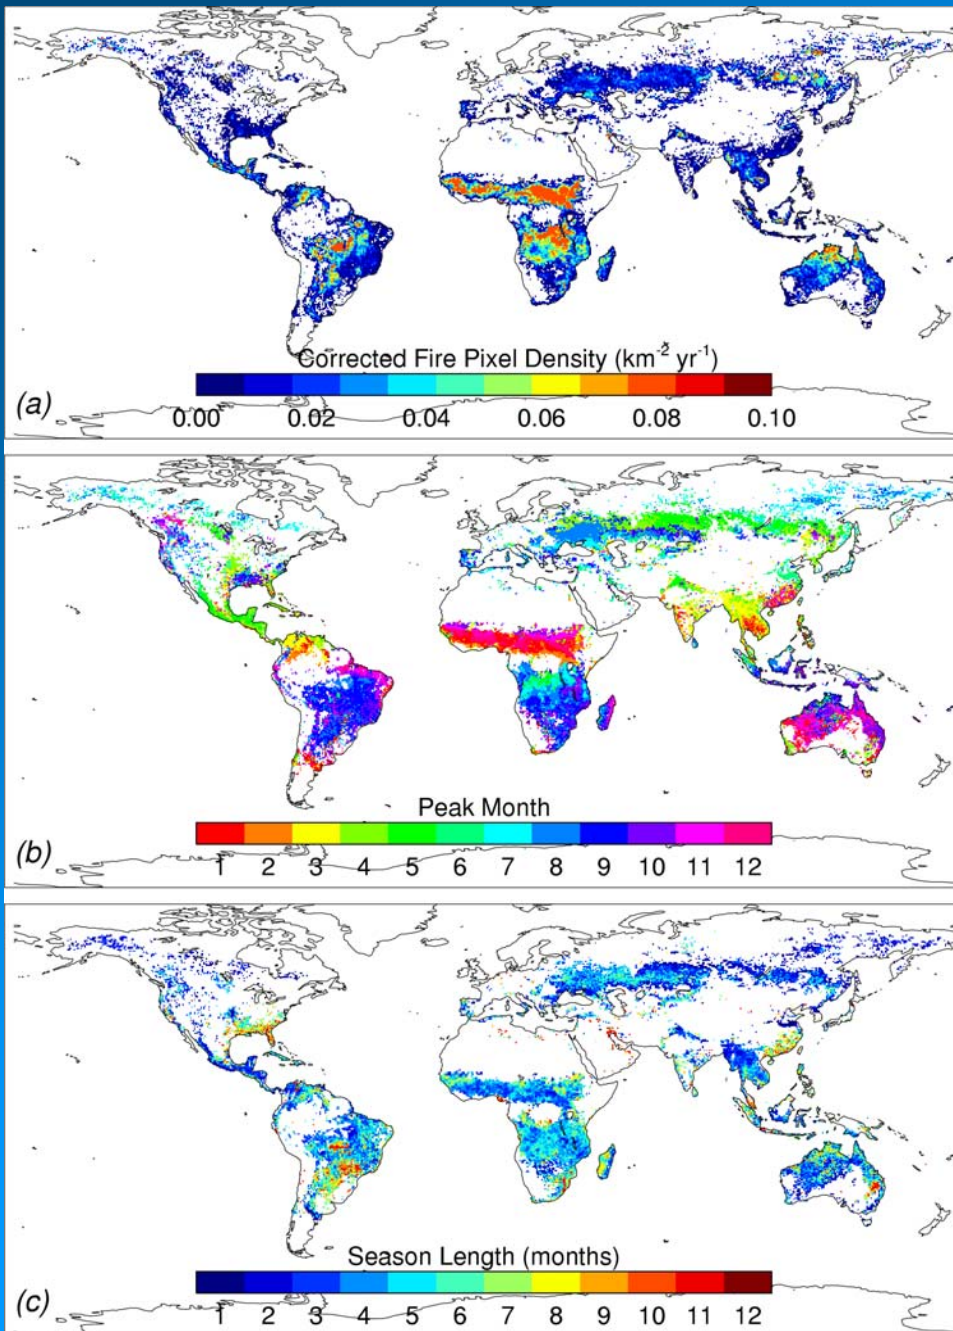 Corrected Fire Pixel Density (km⁻² yr⁻¹)
(a)
0.00 0.02 0.04 0.06 0.08 0.10
Peak Month
(b)
1 2 3 4 5 6 7 8 9 10 11 12
Season Length (months)
(c)
1 2 3 4 5 6 7 8 9 10 11 12